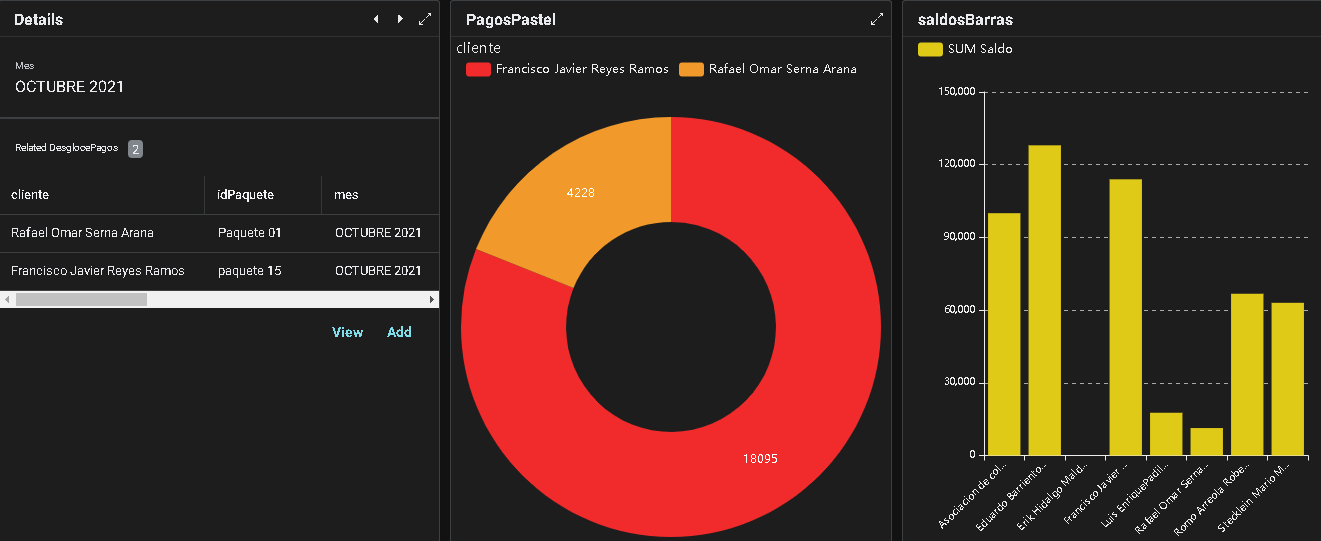 Details
Mes
OCTUBRE 2021
Related DesglocePagos 2
cliente idPaquete mes
Rafael Omar Serna Arana Paquete 01 OCTUBRE 2021
Francisco Javier Reyes Ramos paquete 15 OCTUBRE 2021
View Add
PagosPastel
cliente
Francisco Javier Reyes Ramos Rafael Omar Serna Arana
4228
18095
saldosBarras
SUM Saldo
150,000
120,000
90,000
60,000
30,000
0
Asociacion de col...
Eduardo Barriento...
Erik Hidalgo Mald...
Francisco Javier ...
Luis EnriquePadil...
Rafael Omar Serna...
Romo Arreola Robe...
Stecklein Mario M...